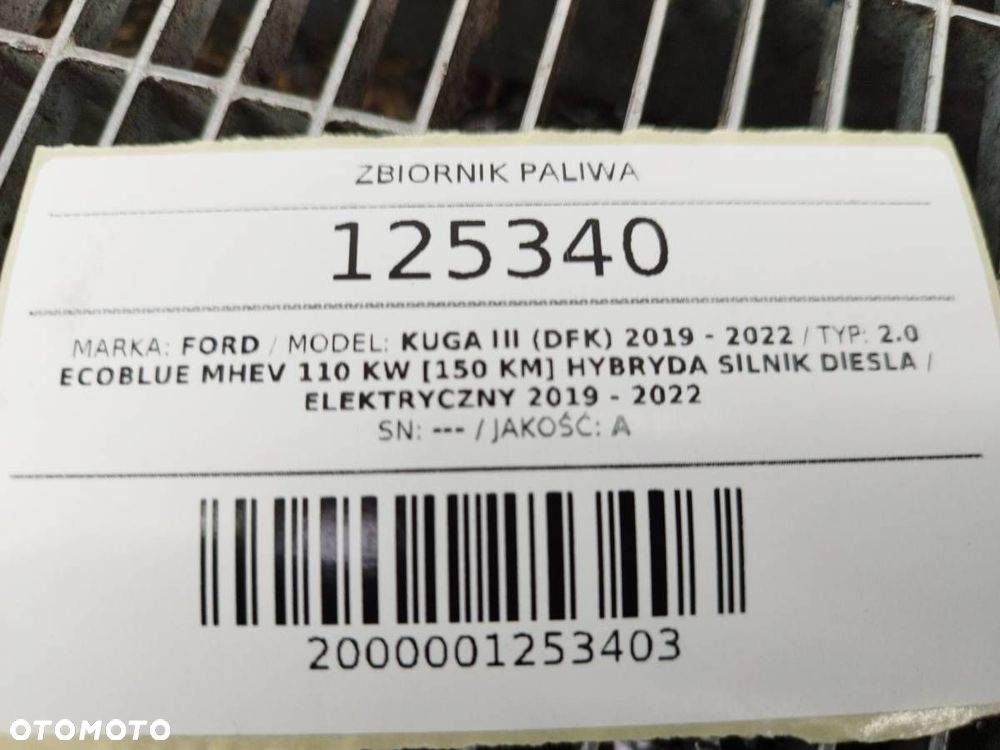 ZBIORNIK PALIWA
125340
MARKA: FORD / MODEL: KUGA III (DFK) 2019 - 2022 / TYP: 2.0
ECOBLUE MHEV 110 KW [150 KM] HYBRYDA SILNIK DIESLA /
ELEKTRYCZNY 2019 - 2022
SN: --- / JAKOŚĆ: A
2000001253403
OTOMOTO